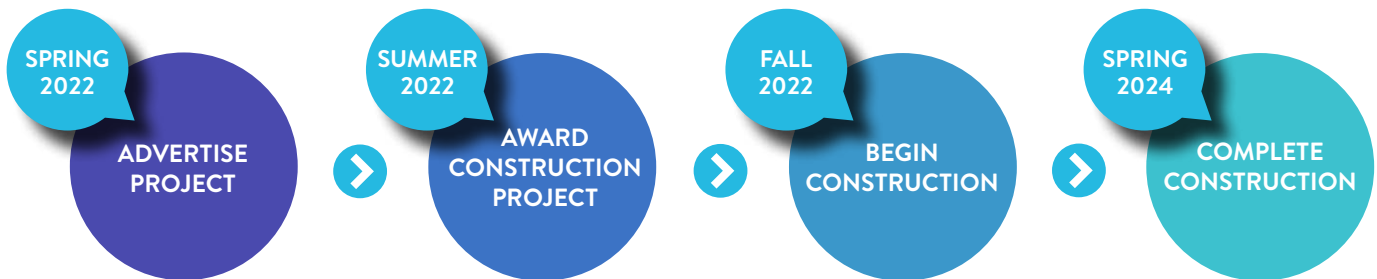 SPRING
2022
ADVERTISE
PROJECT
SUMMER
2022
AWARD
CONSTRUCTION
PROJECT
FALL
2022
BEGIN
CONSTRUCTION
SPRING
2024
COMPLETE
CONSTRUCTION